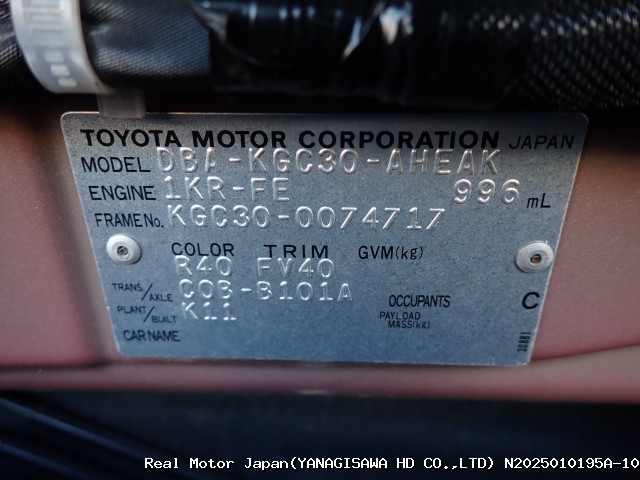 TOYOTA MOTOR CORPORATION JAPAN
MODEL DBA-KGC30-AHEAK
ENGINE 1KR-FE 996 mL
FRAME No. KGC30-0074717
COLOR TRIM GVM(kg)
R40 FV40
TRANS./AXLE C0B-B101A
OCCUPANTS C
PLANT/BUILT K11
PAYLOAD MASS(kg)
CAR NAME
30881
Real Motor Japan(YANAGISAWA HD CO.,LTD) N2025010195A-10